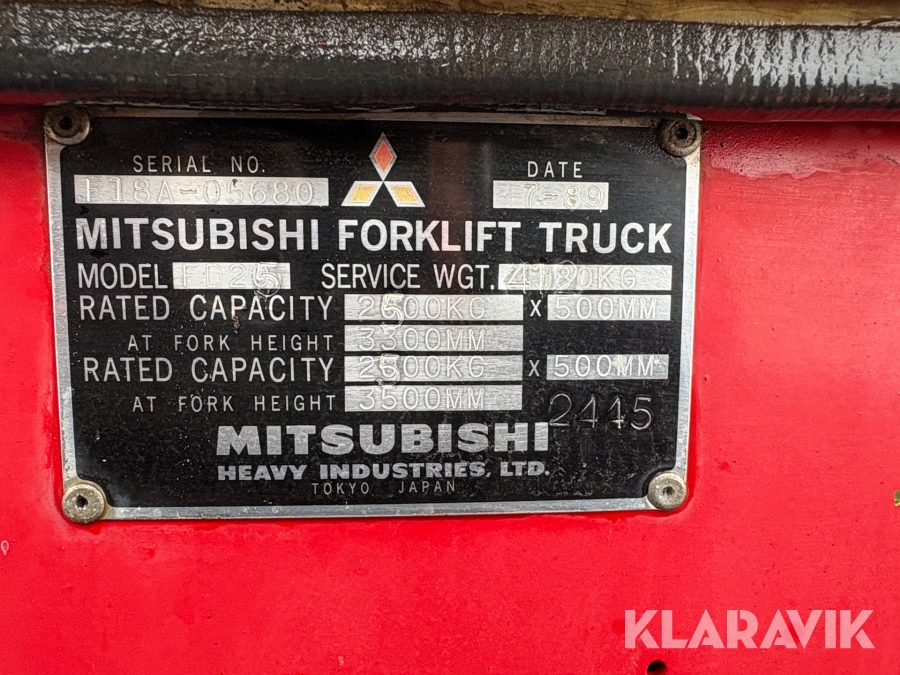 SERIAL NO.
DATE
F18A-05680
7-89
MITSUBISHI FORKLIFT TRUCK
MODEL FD25 SERVICE WGT. KG
RATED CAPACITY 2500KG x 500MM
AT FORK HEIGHT 3300MM
RATED CAPACITY 2500KG x 500MM
AT FORK HEIGHT 3500MM
2445
MITSUBISHI
HEAVY INDUSTRIES, LTD.
TOKYO JAPAN
KLARAVIK